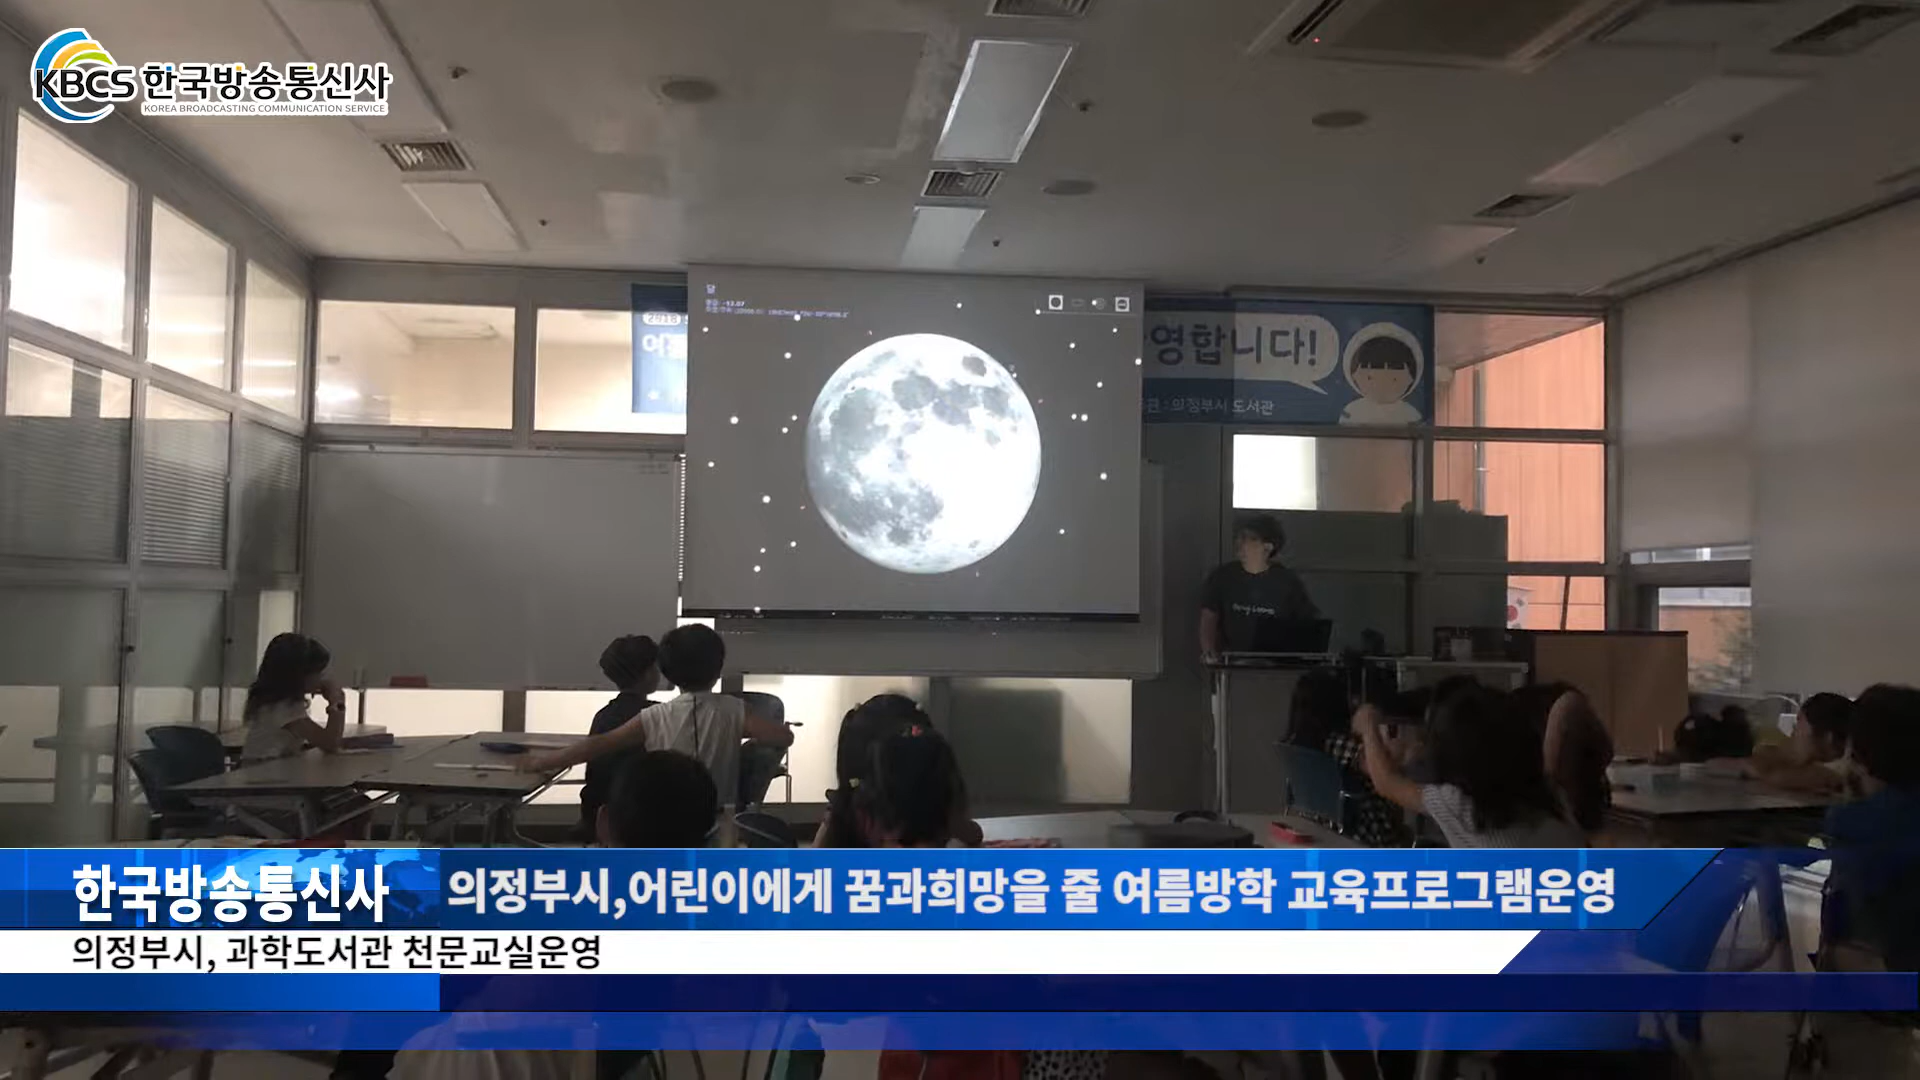 KBCS 한국방송통신사
KOREA BROADCASTING COMMUNICATION SERVICE
달
2018
영합니다!
의정부시 도서관
한국방송통신사
의정부시,어린이에게 꿈과희망을 줄 여름방학 교육프로그램운영
의정부시, 과학도서관 천문교실운영